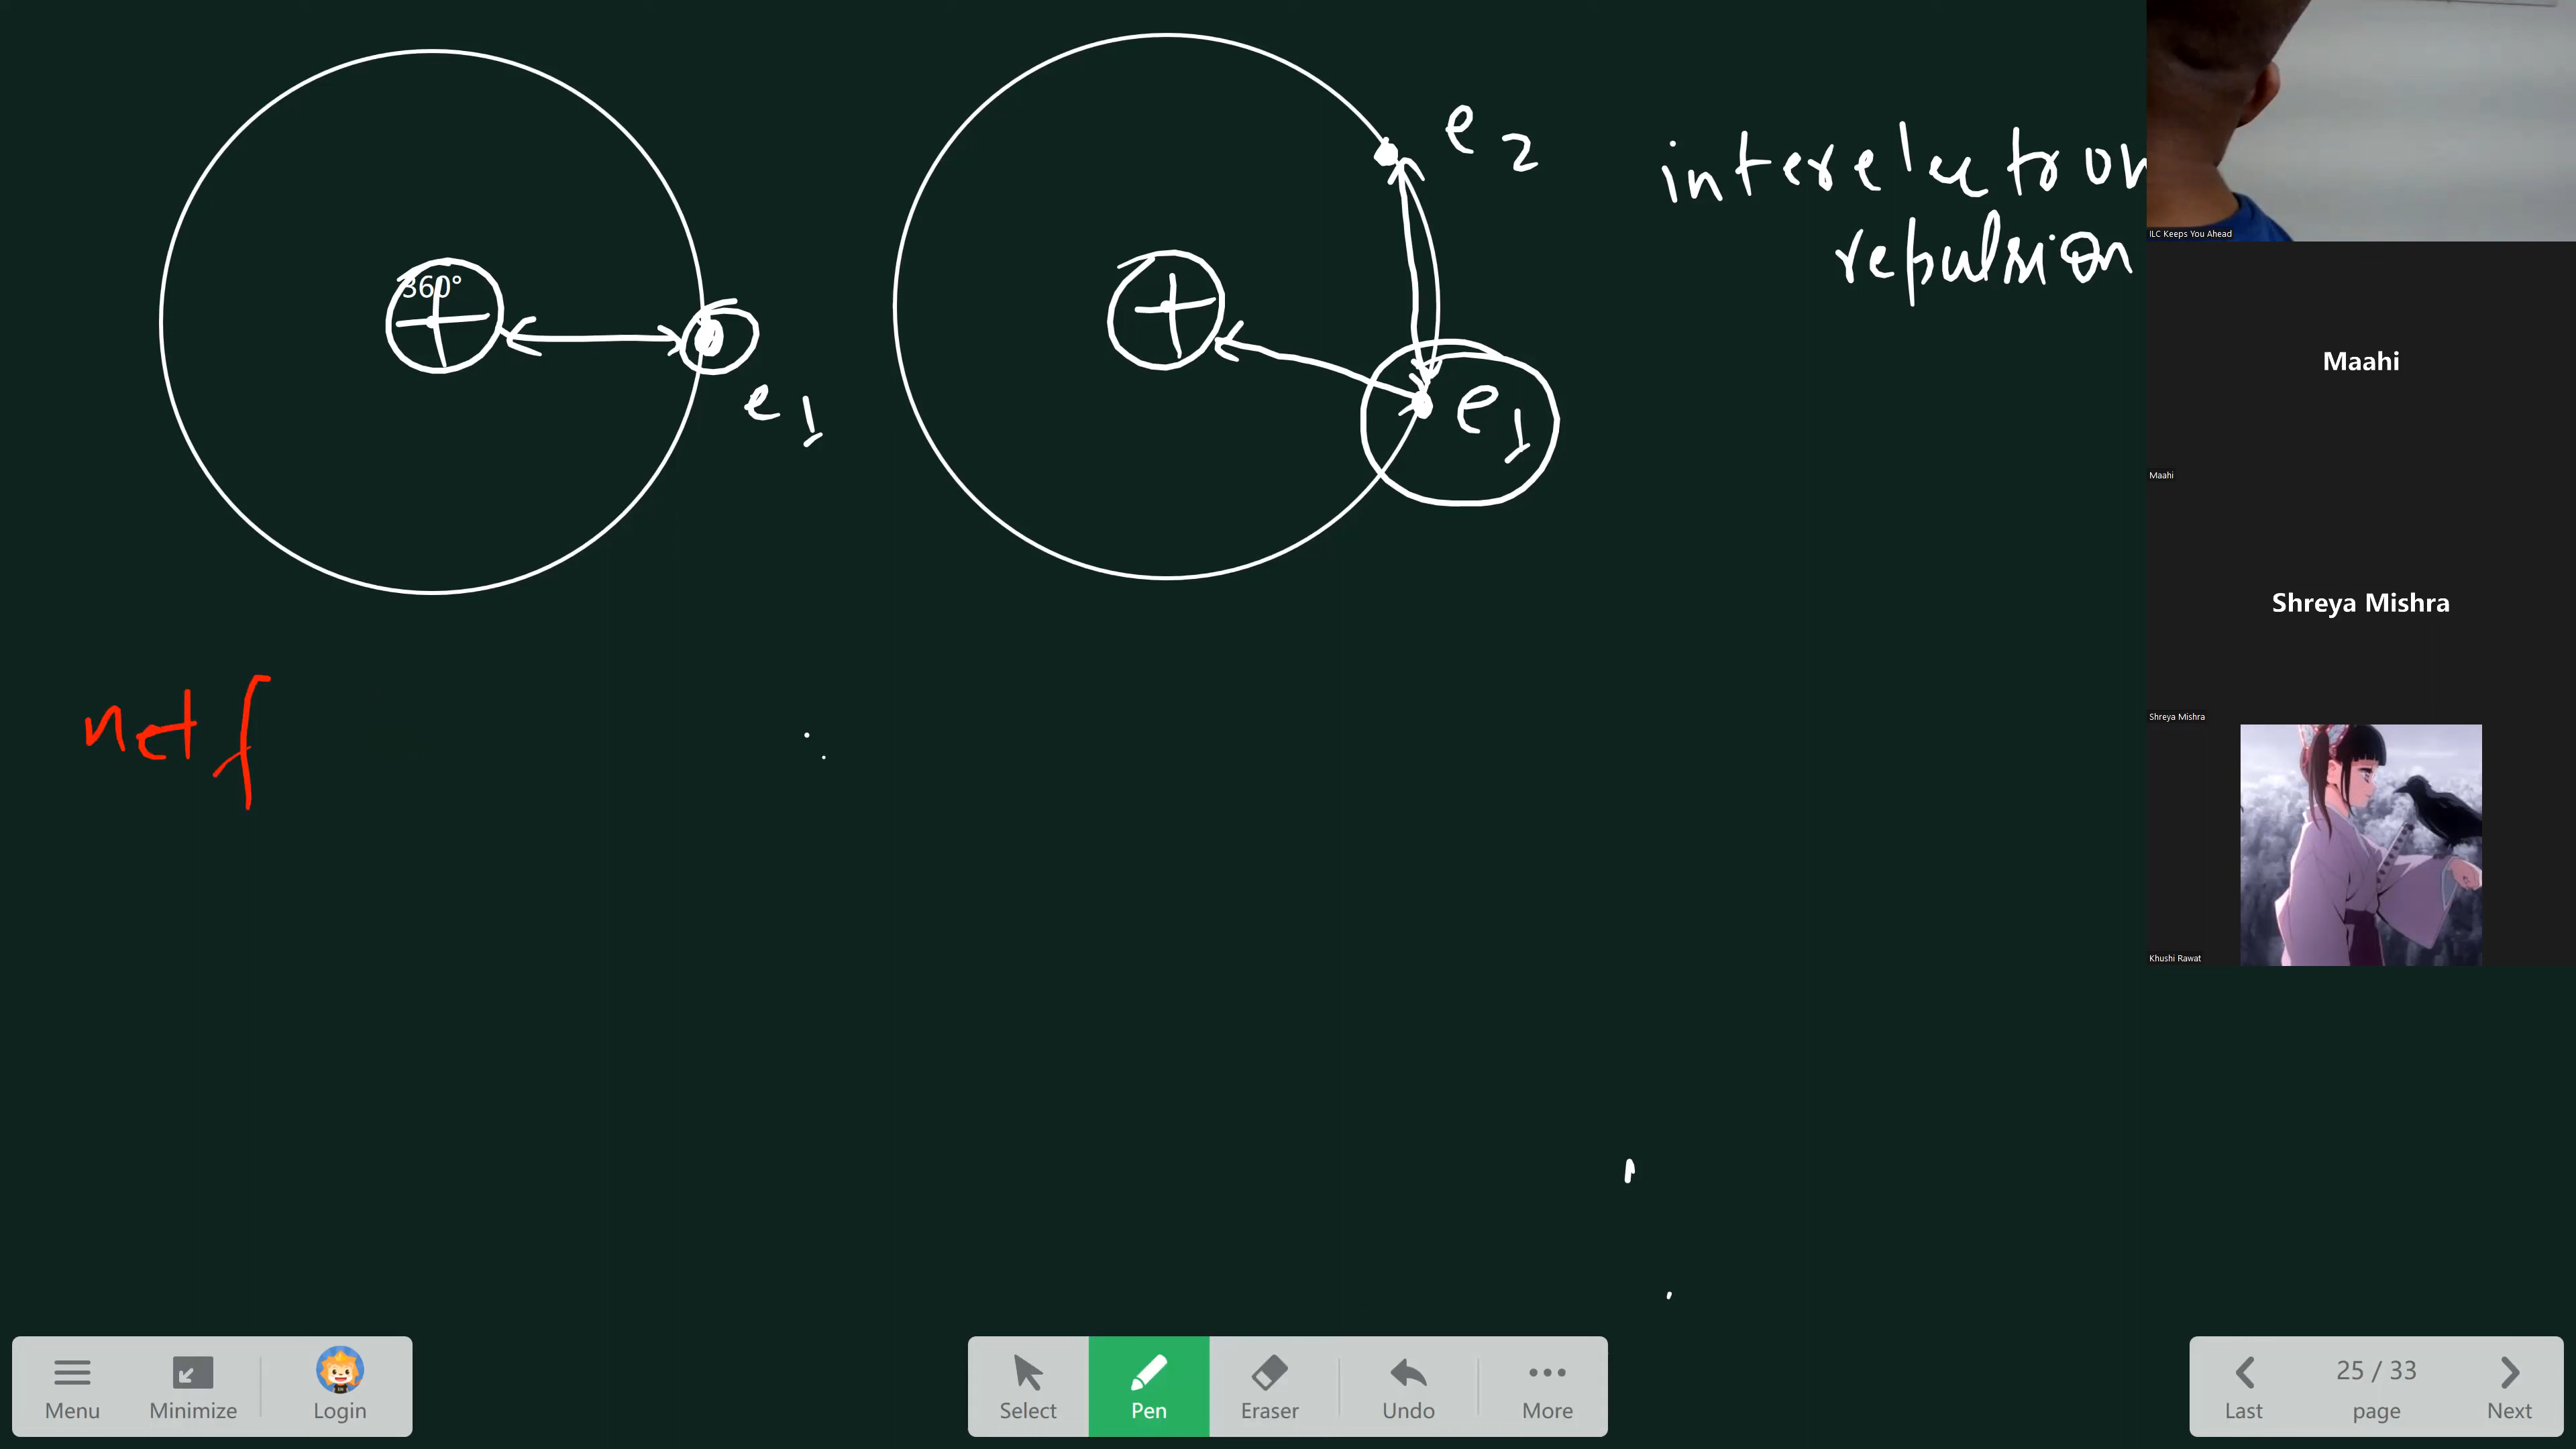 360°
e1
e2
e1
interelectron
repulsion
net f
ILC Keeps You Ahead
Maahi
Maahi
Shreya Mishra
Shreya Mishra
Khushi Rawat
Menu
Minimize
Login
Select
Pen
Eraser
Undo
More
Last
25 / 33
page
Next